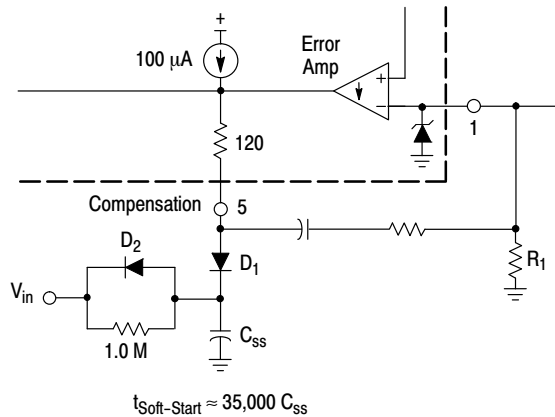 +
100 µA
Error
Amp
+
−
1
120
Compensation
5
D2
D1
R1
Vin
Css
1.0 M
tSoft-Start ≈ 35,000 Css